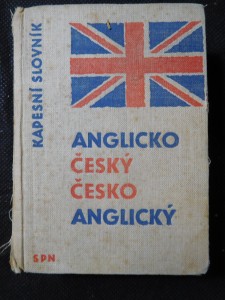 KAPESNÍ SLOVNÍK
ANGLICKO
ČESKÝ
ČESKO
ANGLICKÝ
SPN